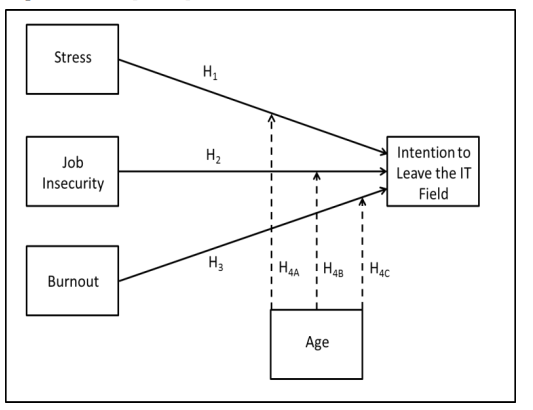 Stress
H1
Job
Insecurity
H2
Intention to
Leave the IT
Field
H3
Burnout
H4A
H4B
H4C
Age